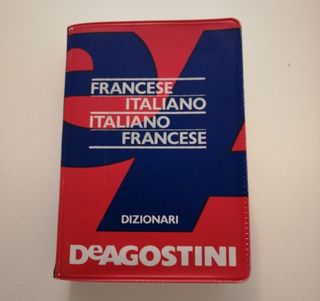 FRANCESE
ITALIANO
ITALIANO
FRANCESE
DIZIONARI
DeAGOSTINI